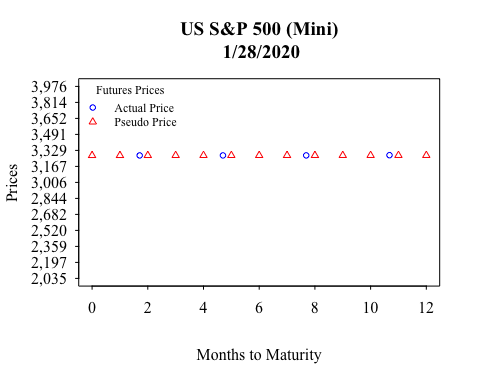 US S&P 500 (Mini)
1/28/2020
Futures Prices
Actual Price
Pseudo Price
3,976
3,814
3,652
3,491
3,329
3,167
3,006
2,844
2,682
2,520
2,359
2,197
2,035
Prices
0 2 4 6 8 10 12
Months to Maturity